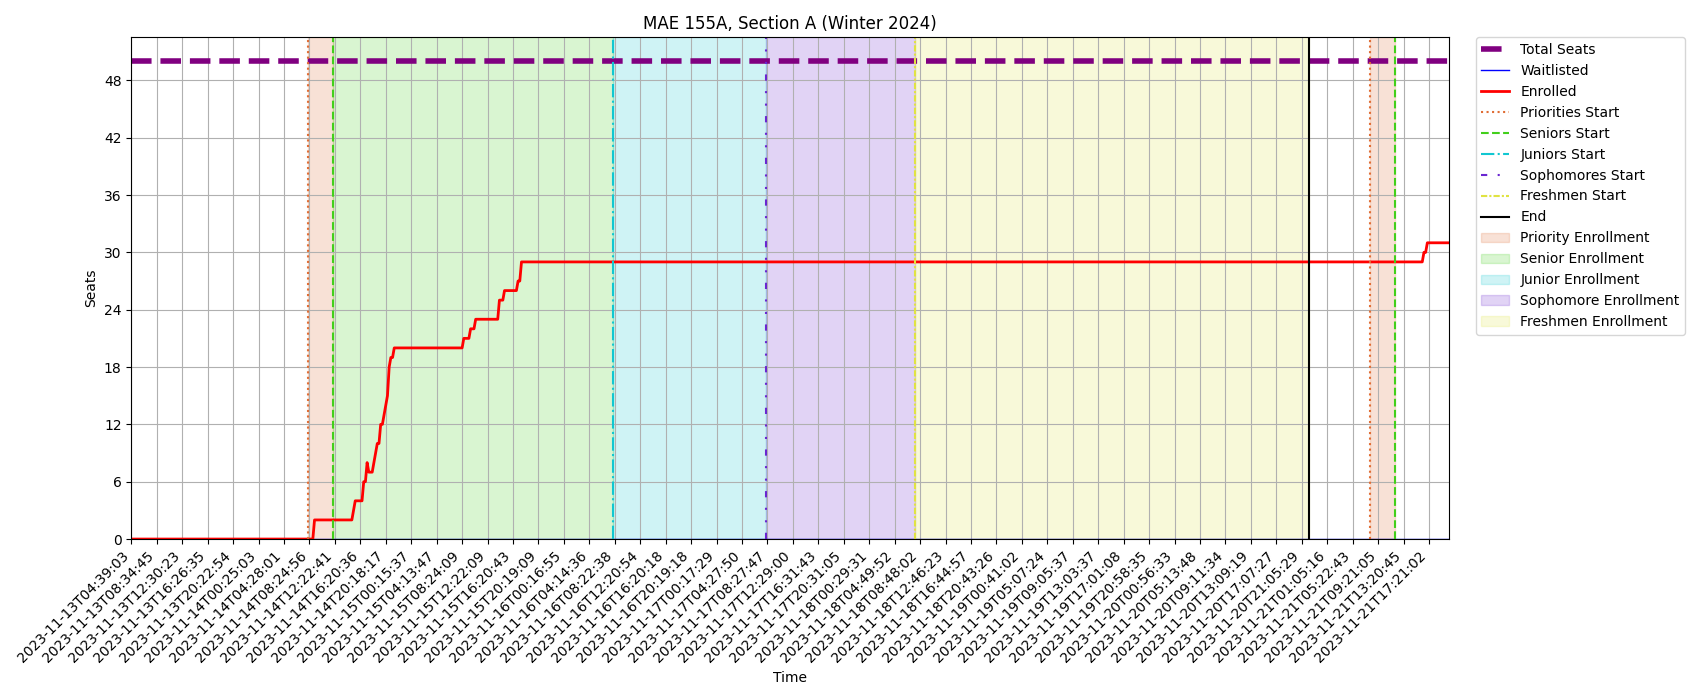 MAE 155A, Section A (Winter 2024)
Seats
48
42
36
30
24
18
12
6
0
2023-11-13T04:39:03
2023-11-13T08:34:45
2023-11-13T12:30:23
2023-11-13T16:26:35
2023-11-13T20:22:54
2023-11-14T00:25:03
2023-11-14T04:28:01
2023-11-14T08:24:56
2023-11-14T12:22:41
2023-11-14T16:20:36
2023-11-14T20:18:17
2023-11-15T00:15:37
2023-11-15T04:13:47
2023-11-15T08:24:09
2023-11-15T12:22:09
2023-11-15T16:20:43
2023-11-15T20:19:09
2023-11-16T00:16:55
2023-11-16T04:14:36
2023-11-16T08:22:38
2023-11-16T12:20:54
2023-11-16T16:20:18
2023-11-16T20:19:18
2023-11-17T00:17:29
2023-11-17T04:27:50
2023-11-17T08:27:47
2023-11-17T12:29:00
2023-11-17T16:31:43
2023-11-17T20:31:05
2023-11-18T00:29:31
2023-11-18T04:49:52
2023-11-18T08:48:02
2023-11-18T12:46:23
2023-11-18T16:44:57
2023-11-18T20:43:26
2023-11-19T00:41:02
2023-11-19T05:07:24
2023-11-19T09:05:37
2023-11-19T13:03:37
2023-11-19T17:01:08
2023-11-19T20:58:35
2023-11-20T00:56:33
2023-11-20T05:13:48
2023-11-20T09:11:34
2023-11-20T13:09:19
2023-11-20T17:07:27
2023-11-20T21:05:29
2023-11-21T01:05:16
2023-11-21T05:22:43
2023-11-21T09:21:05
2023-11-21T13:20:45
2023-11-21T17:21:02
Time
Total Seats
Waitlisted
Enrolled
Priorities Start
Seniors Start
Juniors Start
Sophomores Start
Freshmen Start
End
Priority Enrollment
Senior Enrollment
Junior Enrollment
Sophomore Enrollment
Freshmen Enrollment